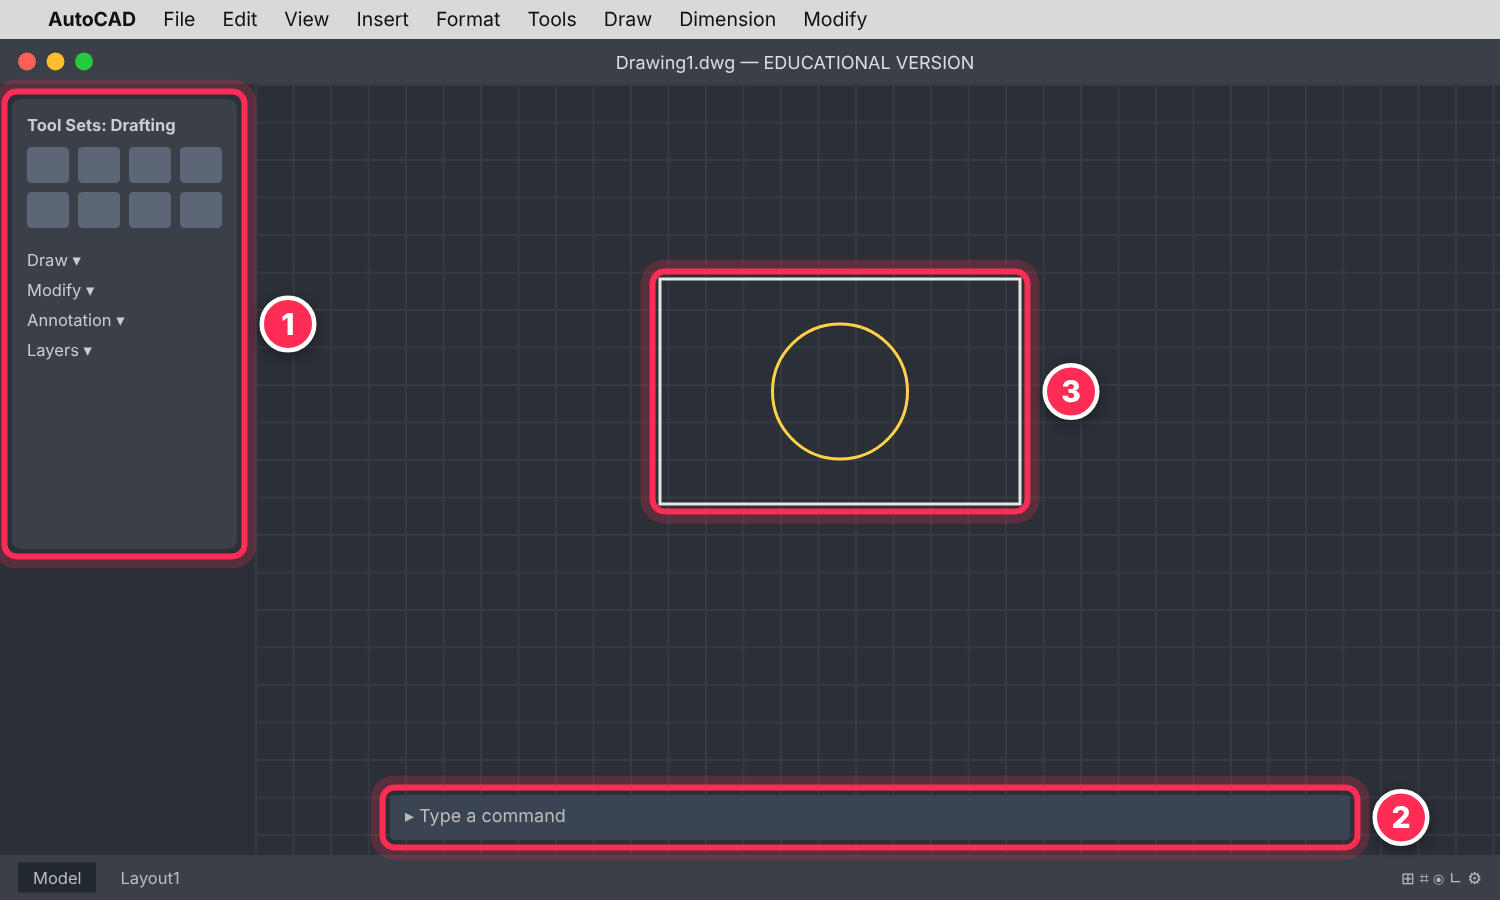 AutoCAD File Edit View Insert Format Tools Draw Dimension Modify
Drawing1.dwg — EDUCATIONAL VERSION
Tool Sets: Drafting
Draw ▾
Modify ▾
Annotation ▾
Layers ▾
1
3
▸ Type a command
2
Model Layout1